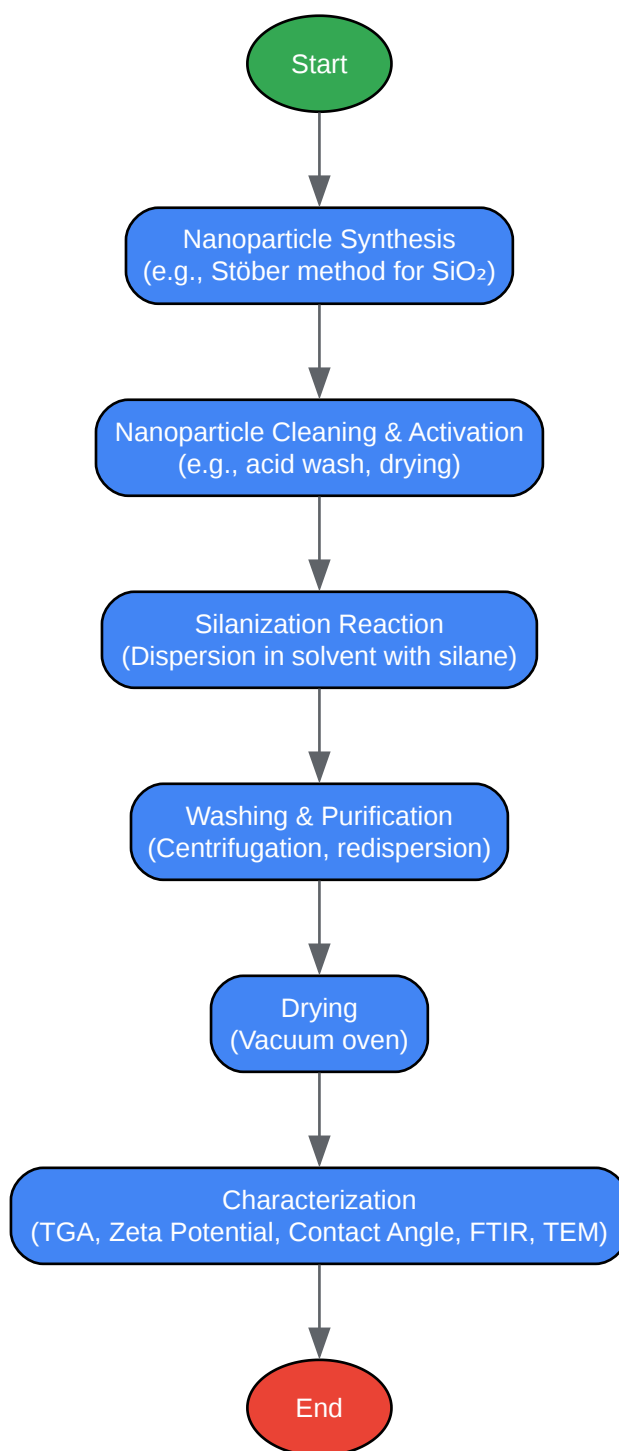 Start
Nanoparticle Synthesis
(e.g., Stöber method for SiO₂)
Nanoparticle Cleaning & Activation
(e.g., acid wash, drying)
Silanization Reaction
(Dispersion in solvent with silane)
Washing & Purification
(Centrifugation, redispersion)
Drying
(Vacuum oven)
Characterization
(TGA, Zeta Potential, Contact Angle, FTIR, TEM)
End